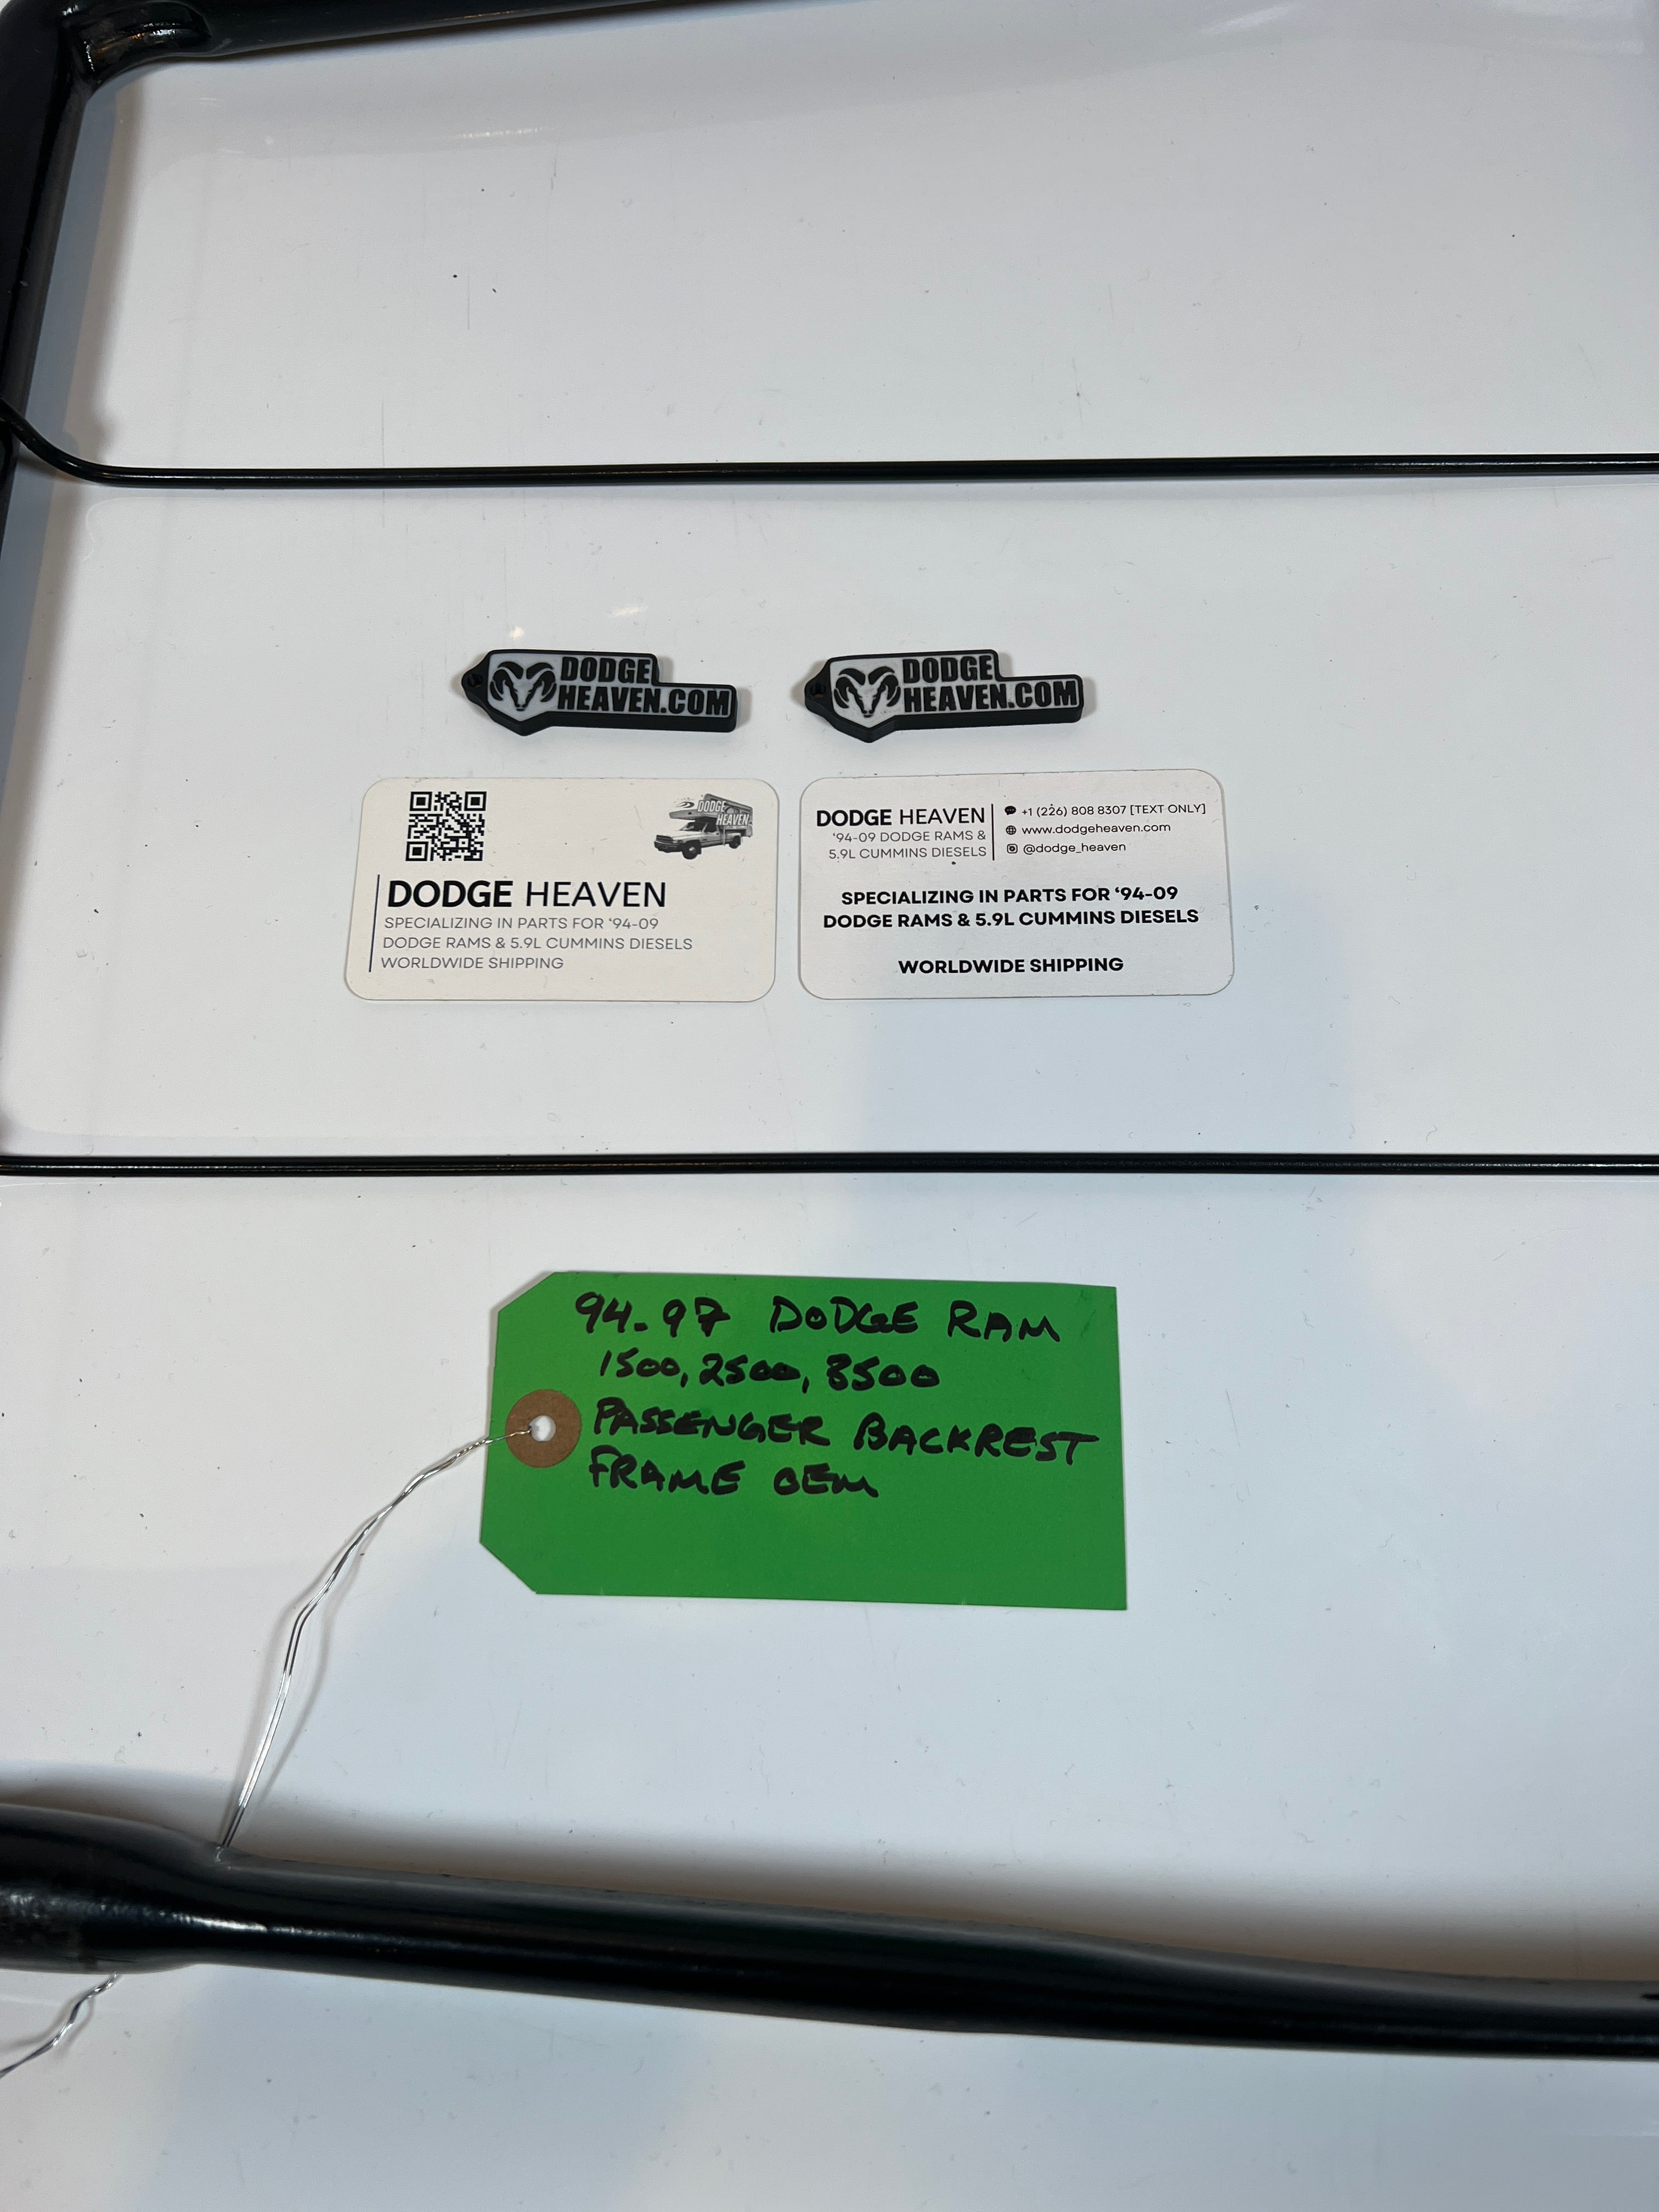 DODGE
HEAVEN.COM
DODGE
HEAVEN.COM
DODGE
HEAVEN
DODGE HEAVEN
SPECIALIZING IN PARTS FOR ‘94-09
DODGE RAMS & 5.9L CUMMINS DIESELS
WORLDWIDE SHIPPING
DODGE HEAVEN
‘94-09 DODGE RAMS &
5.9L CUMMINS DIESELS
+1 (226) 808 8307 [TEXT ONLY]
www.dodgeheaven.com
@dodge_heaven
SPECIALIZING IN PARTS FOR ‘94-09
DODGE RAMS & 5.9L CUMMINS DIESELS
WORLDWIDE SHIPPING
94-97 DODGE RAM
1500, 2500, 3500
PASSENGER BACKREST
FRAME OEM